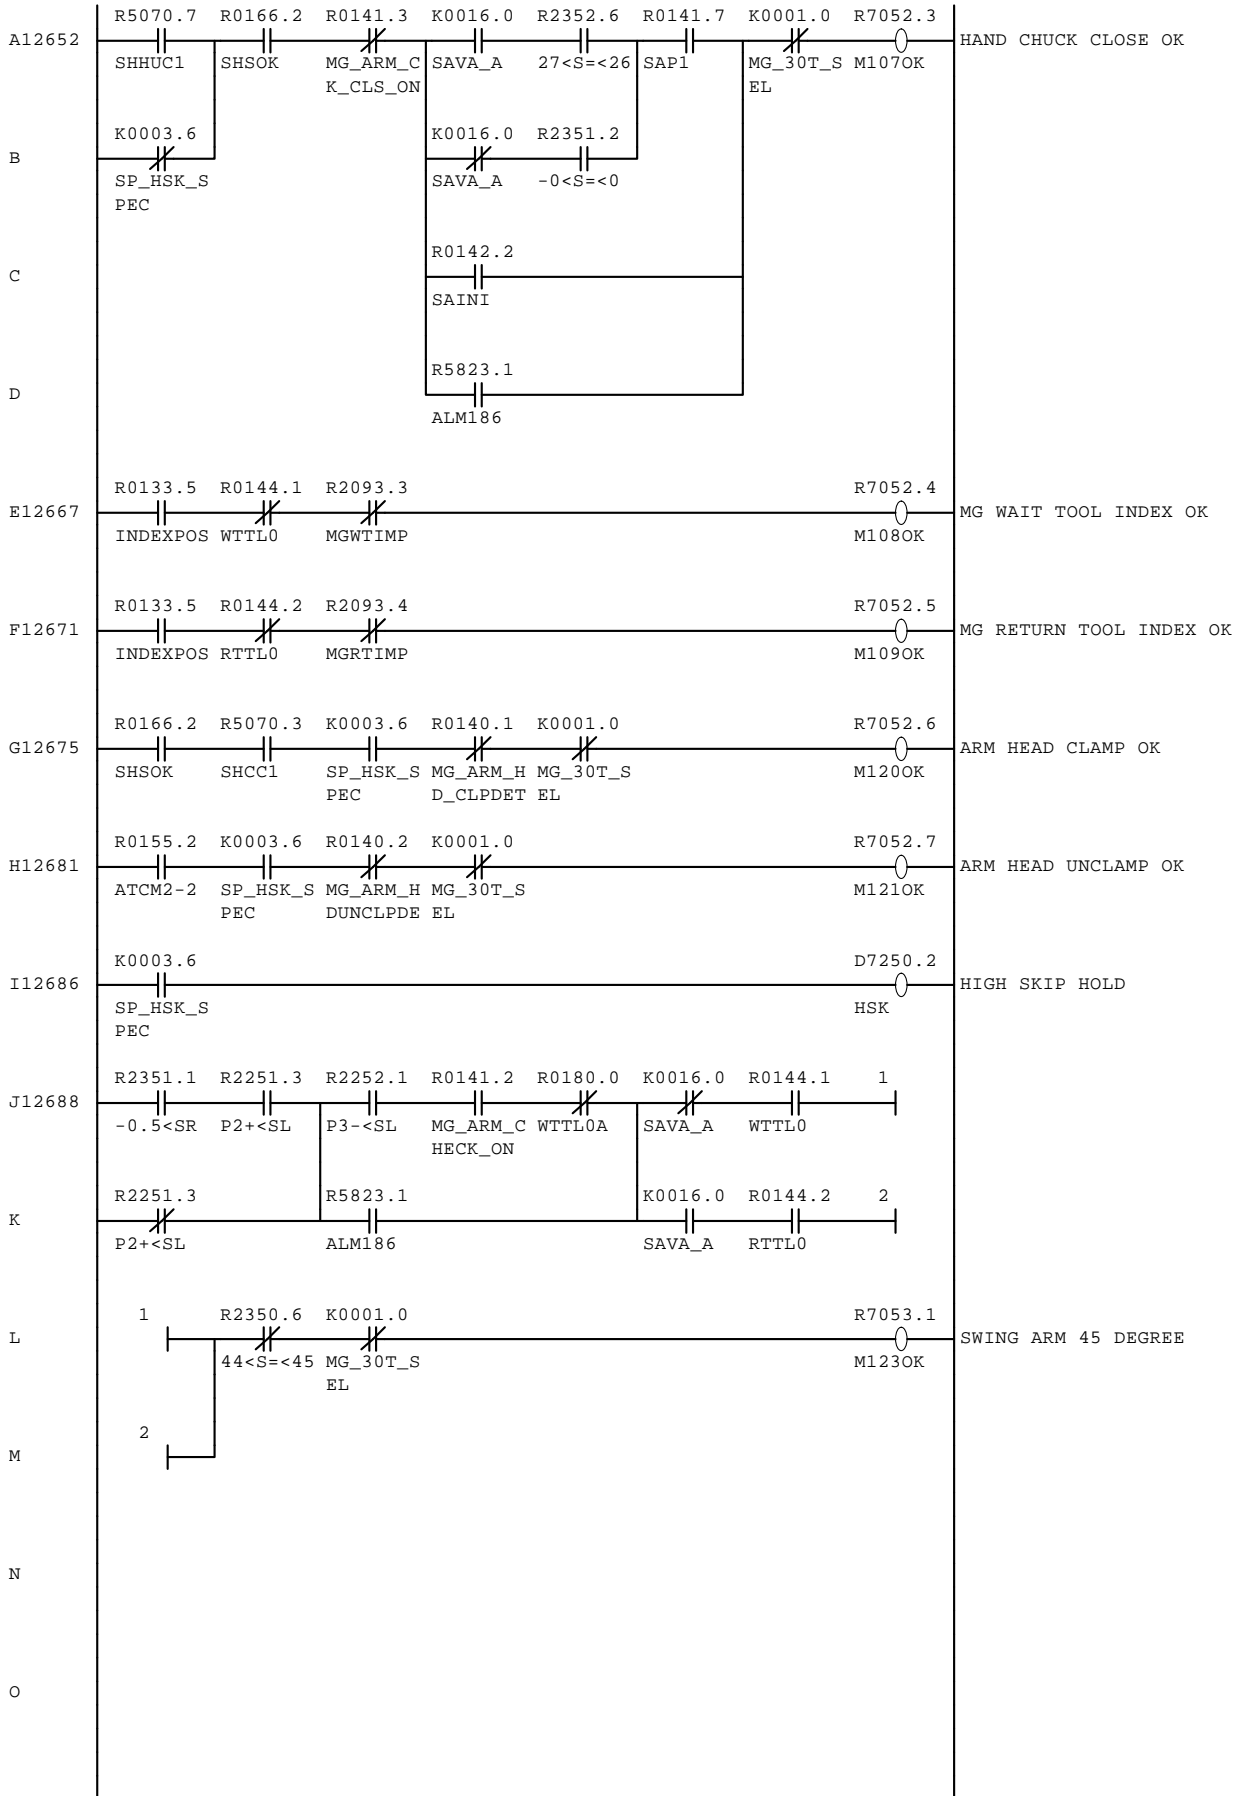 R5070.7 R0166.2 R0141.3 K0016.0 R2352.6 R0141.7 K0001.0 R7052.3
A12652 HAND CHUCK CLOSE OK
SHHUC1 SHSOK MG_ARM_C SAVA_A 27<S=<26 SAP1 MG_30T_S M107OK
K_CLS_ON EL
K0003.6 K0016.0 R2351.2
B
SP_HSK_S SAVA_A -0<S=<0
PEC
R0142.2
C
SAINI
R5823.1
D
ALM186
R0133.5 R0144.1 R2093.3 R7052.4
E12667 MG WAIT TOOL INDEX OK
INDEXPOS WTTL0 MGWTIMP M108OK
R0133.5 R0144.2 R2093.4 R7052.5
F12671 MG RETURN TOOL INDEX OK
INDEXPOS RTTL0 MGRTIMP M109OK
R0166.2 R5070.3 K0003.6 R0140.1 K0001.0 R7052.6
G12675 ARM HEAD CLAMP OK
SHSOK SHCC1 SP_HSK_S MG_ARM_H MG_30T_S M120OK
PEC D_CLPDET EL
R0155.2 K0003.6 R0140.2 K0001.0 R7052.7
H12681 ARM HEAD UNCLAMP OK
ATCM2-2 SP_HSK_S MG_ARM_H MG_30T_S M121OK
PEC DUNCLPDE EL
K0003.6 D7250.2
I12686 HIGH SKIP HOLD
SP_HSK_S HSK
PEC
R2351.1 R2251.3 R2252.1 R0141.2 R0180.0 K0016.0 R0144.1 1
J12688
-0.5<SR P2+<SL P3-<SL MG_ARM_C WTTL0A SAVA_A WTTL0
HECK_ON
R2251.3 R5823.1 K0016.0 R0144.2 2
K
P2+<SL ALM186 SAVA_A RTTL0
1 R2350.6 K0001.0 R7053.1
L SWING ARM 45 DEGREE
44<S=<45 MG_30T_S M123OK
EL
2
M
N
O